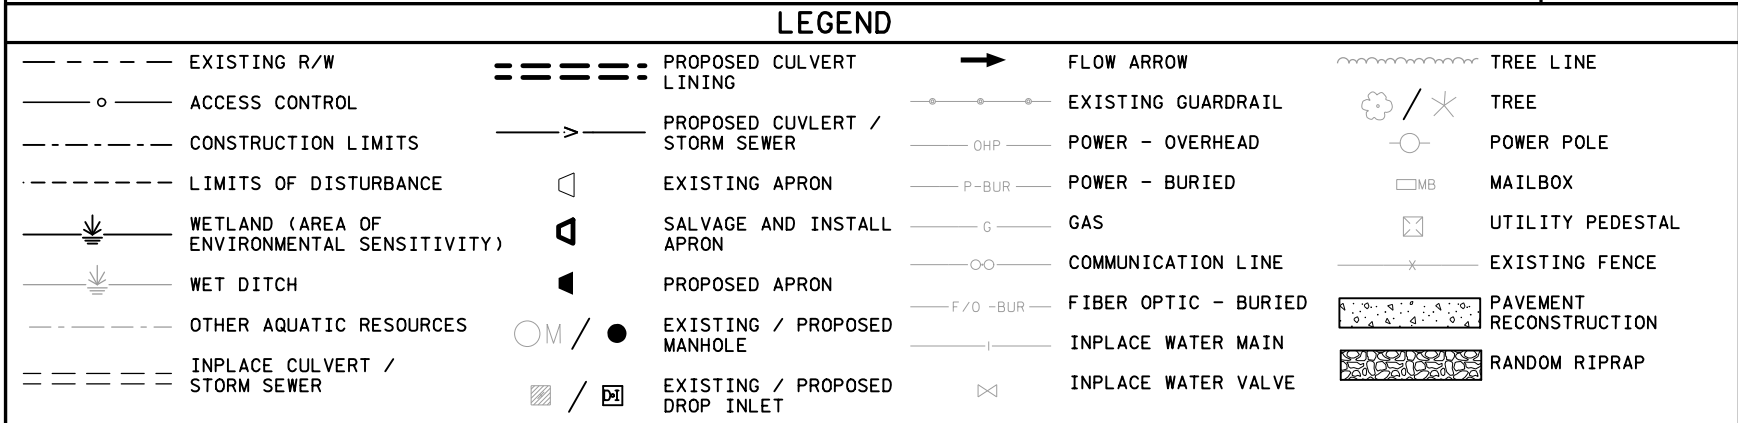 LEGEND
EXISTING R/W
ACCESS CONTROL
CONSTRUCTION LIMITS
LIMITS OF DISTURBANCE
WETLAND (AREA OF
ENVIRONMENTAL SENSITIVITY)
WET DITCH
OTHER AQUATIC RESOURCES
INPLACE CULVERT /
STORM SEWER
PROPOSED CULVERT
LINING
PROPOSED CUVLERT /
STORM SEWER
EXISTING APRON
SALVAGE AND INSTALL
APRON
PROPOSED APRON
M / EXISTING / PROPOSED
MANHOLE
/ D-I EXISTING / PROPOSED
DROP INLET
FLOW ARROW
EXISTING GUARDRAIL
OHP POWER - OVERHEAD
P-BUR POWER - BURIED
G GAS
COMMUNICATION LINE
F/O -BUR FIBER OPTIC - BURIED
I INPLACE WATER MAIN
INPLACE WATER VALVE
TREE LINE
/ TREE
POWER POLE
MB MAILBOX
UTILITY PEDESTAL
X EXISTING FENCE
PAVEMENT
RECONSTRUCTION
RANDOM RIPRAP